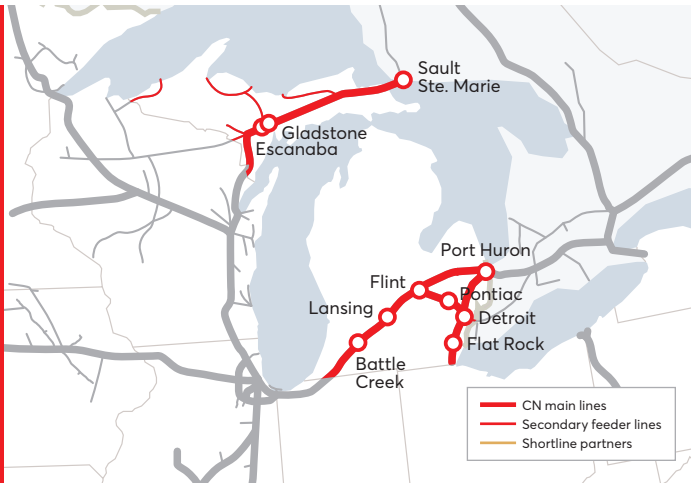 Sault
Ste. Marie
Gladstone
Escanaba
Port Huron
Flint
Pontiac
Lansing
Detroit
Flat Rock
Battle
Creek
CN main lines
Secondary feeder lines
Shortline partners